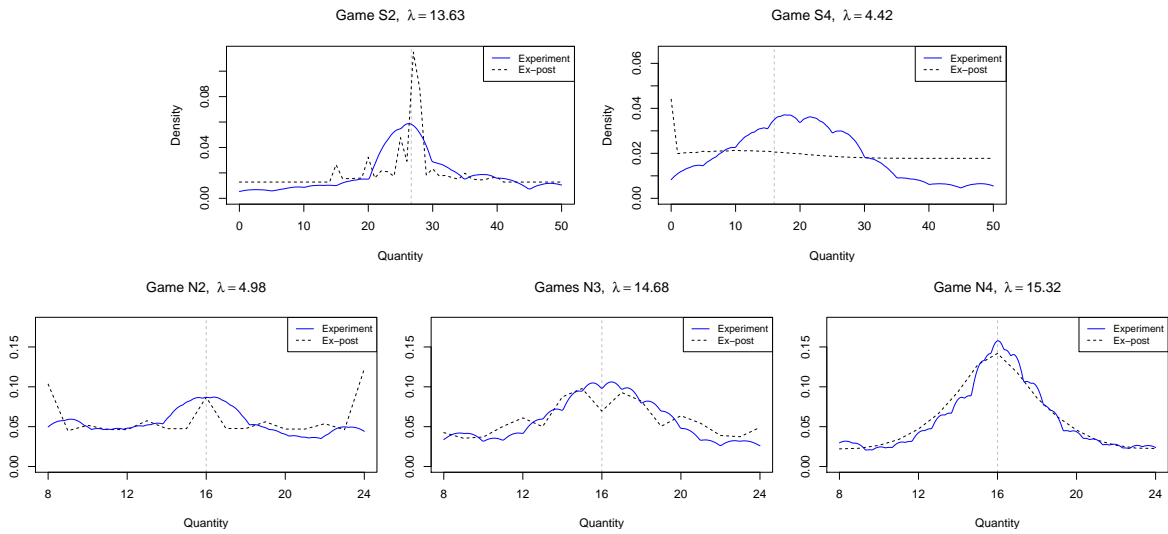 Game S2, λ = 13.63
Density
0.00 0.04 0.08
Experiment
Ex−post
0 10 20 30 40 50
Quantity
Game S4, λ = 4.42
Density
0.00 0.02 0.04 0.06
Experiment
Ex−post
0 10 20 30 40 50
Quantity
Game N2, λ = 4.98
0.00 0.05 0.10 0.15
Experiment
Ex−post
8 12 16 20 24
Quantity
Games N3, λ = 14.68
0.00 0.05 0.10 0.15
Experiment
Ex−post
8 12 16 20 24
Quantity
Game N4, λ = 15.32
0.00 0.05 0.10 0.15
Experiment
Ex−post
8 12 16 20 24
Quantity